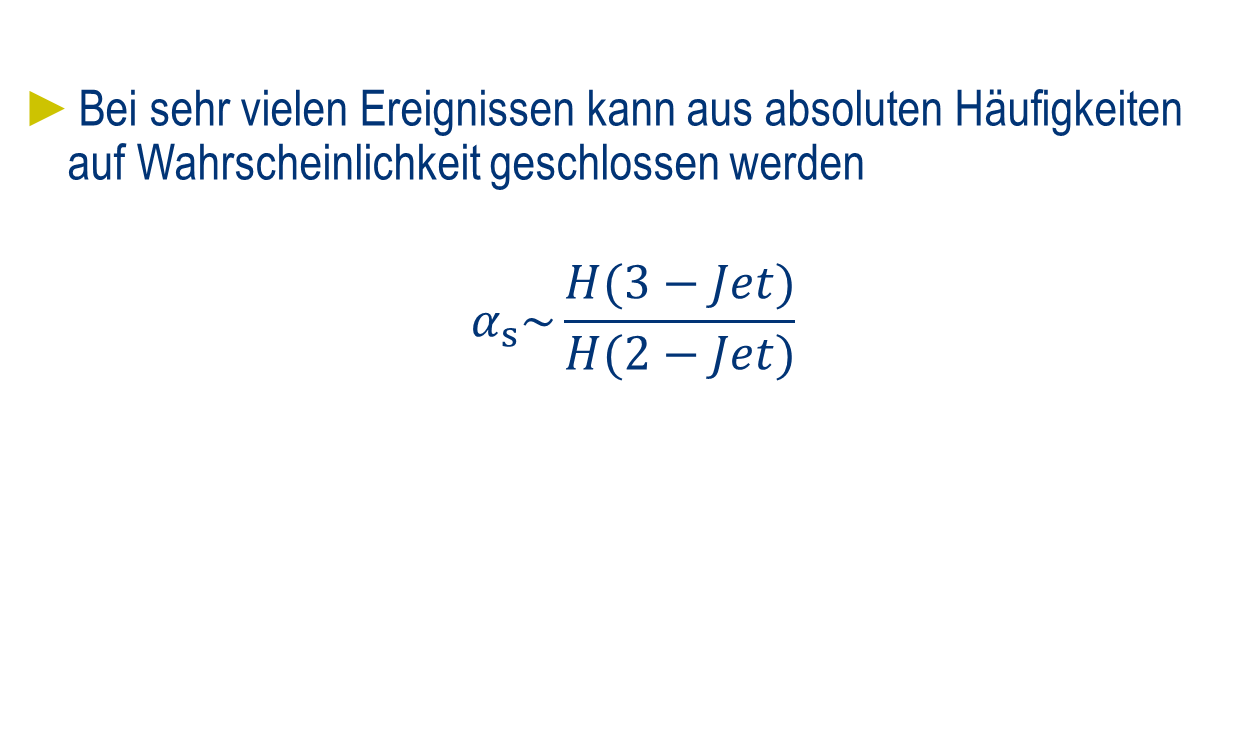 ► Bei sehr vielen Ereignissen kann aus absoluten Häufigkeiten
auf Wahrscheinlichkeit geschlossen werden
H(3 − Jet)
αs~
H(2 − Jet)